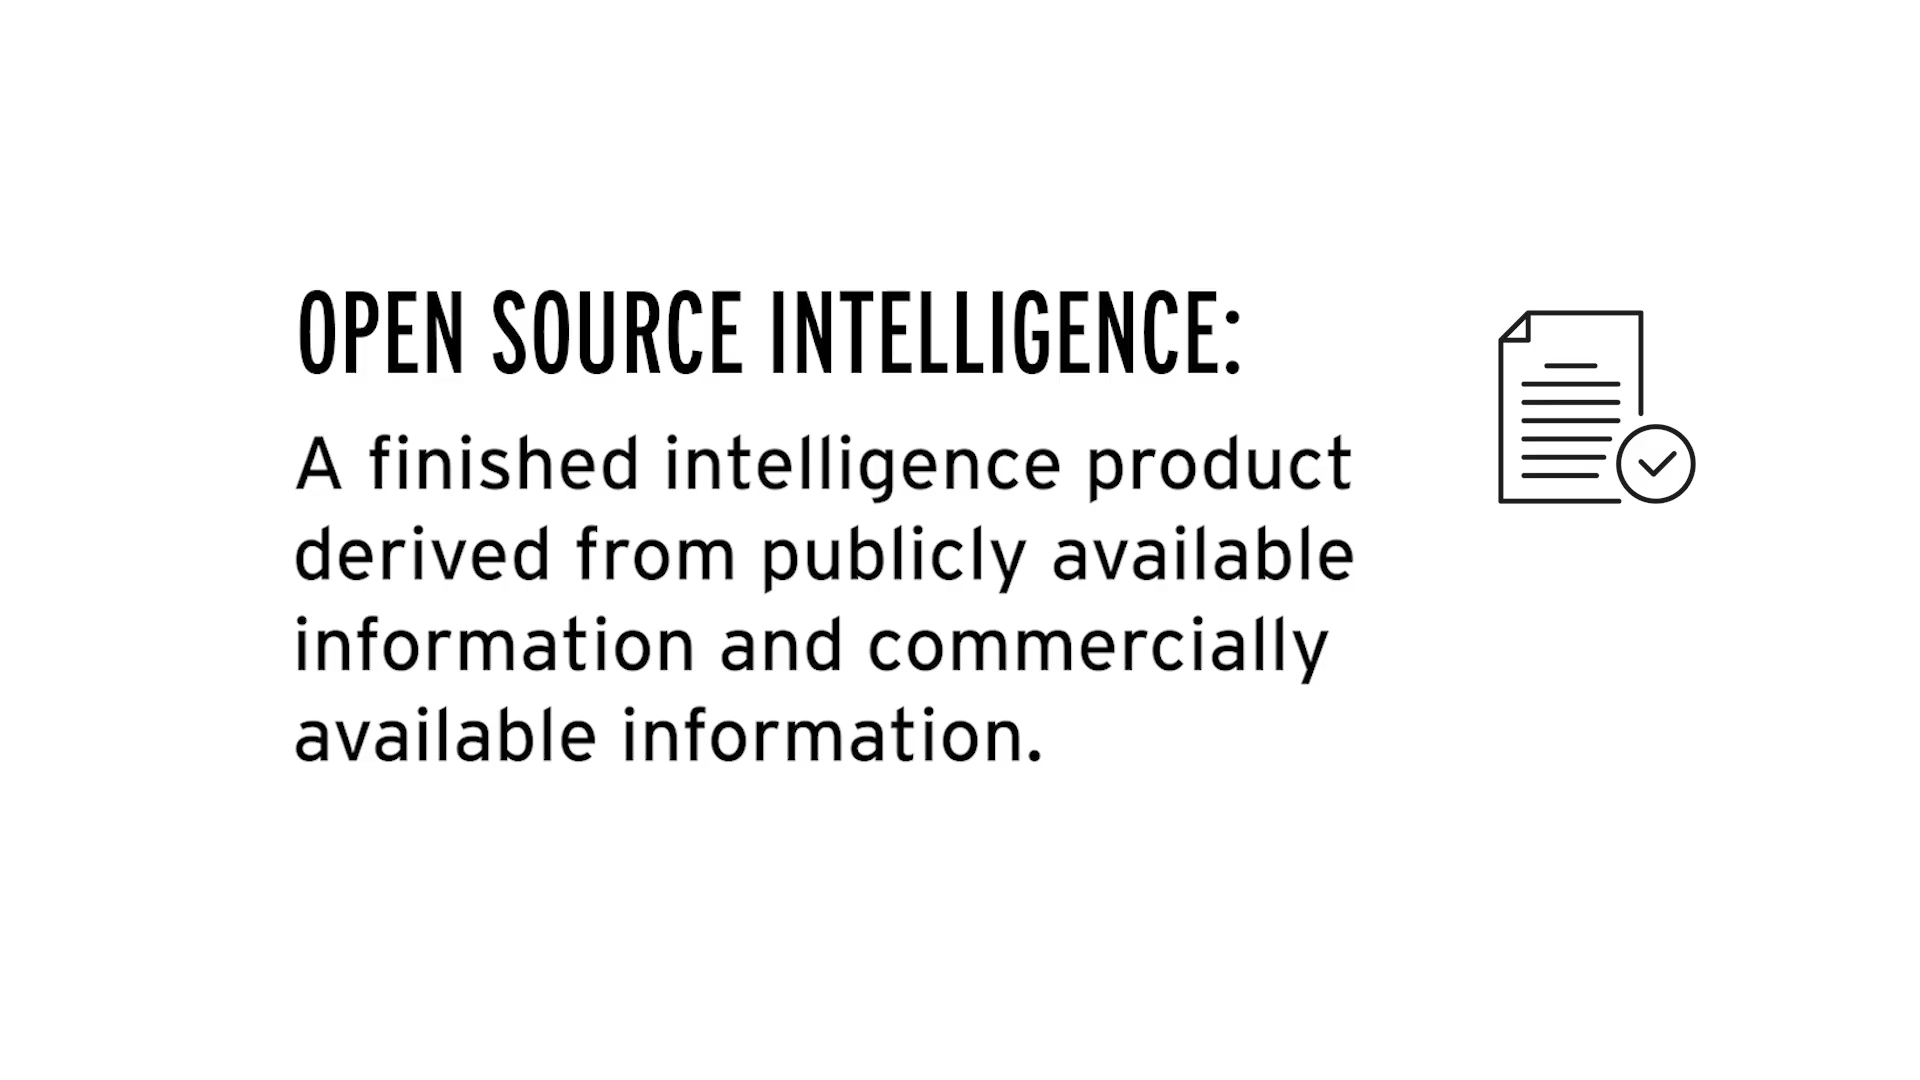 OPEN SOURCE INTELLIGENCE:
A finished intelligence product
derived from publicly available
information and commercially
available information.